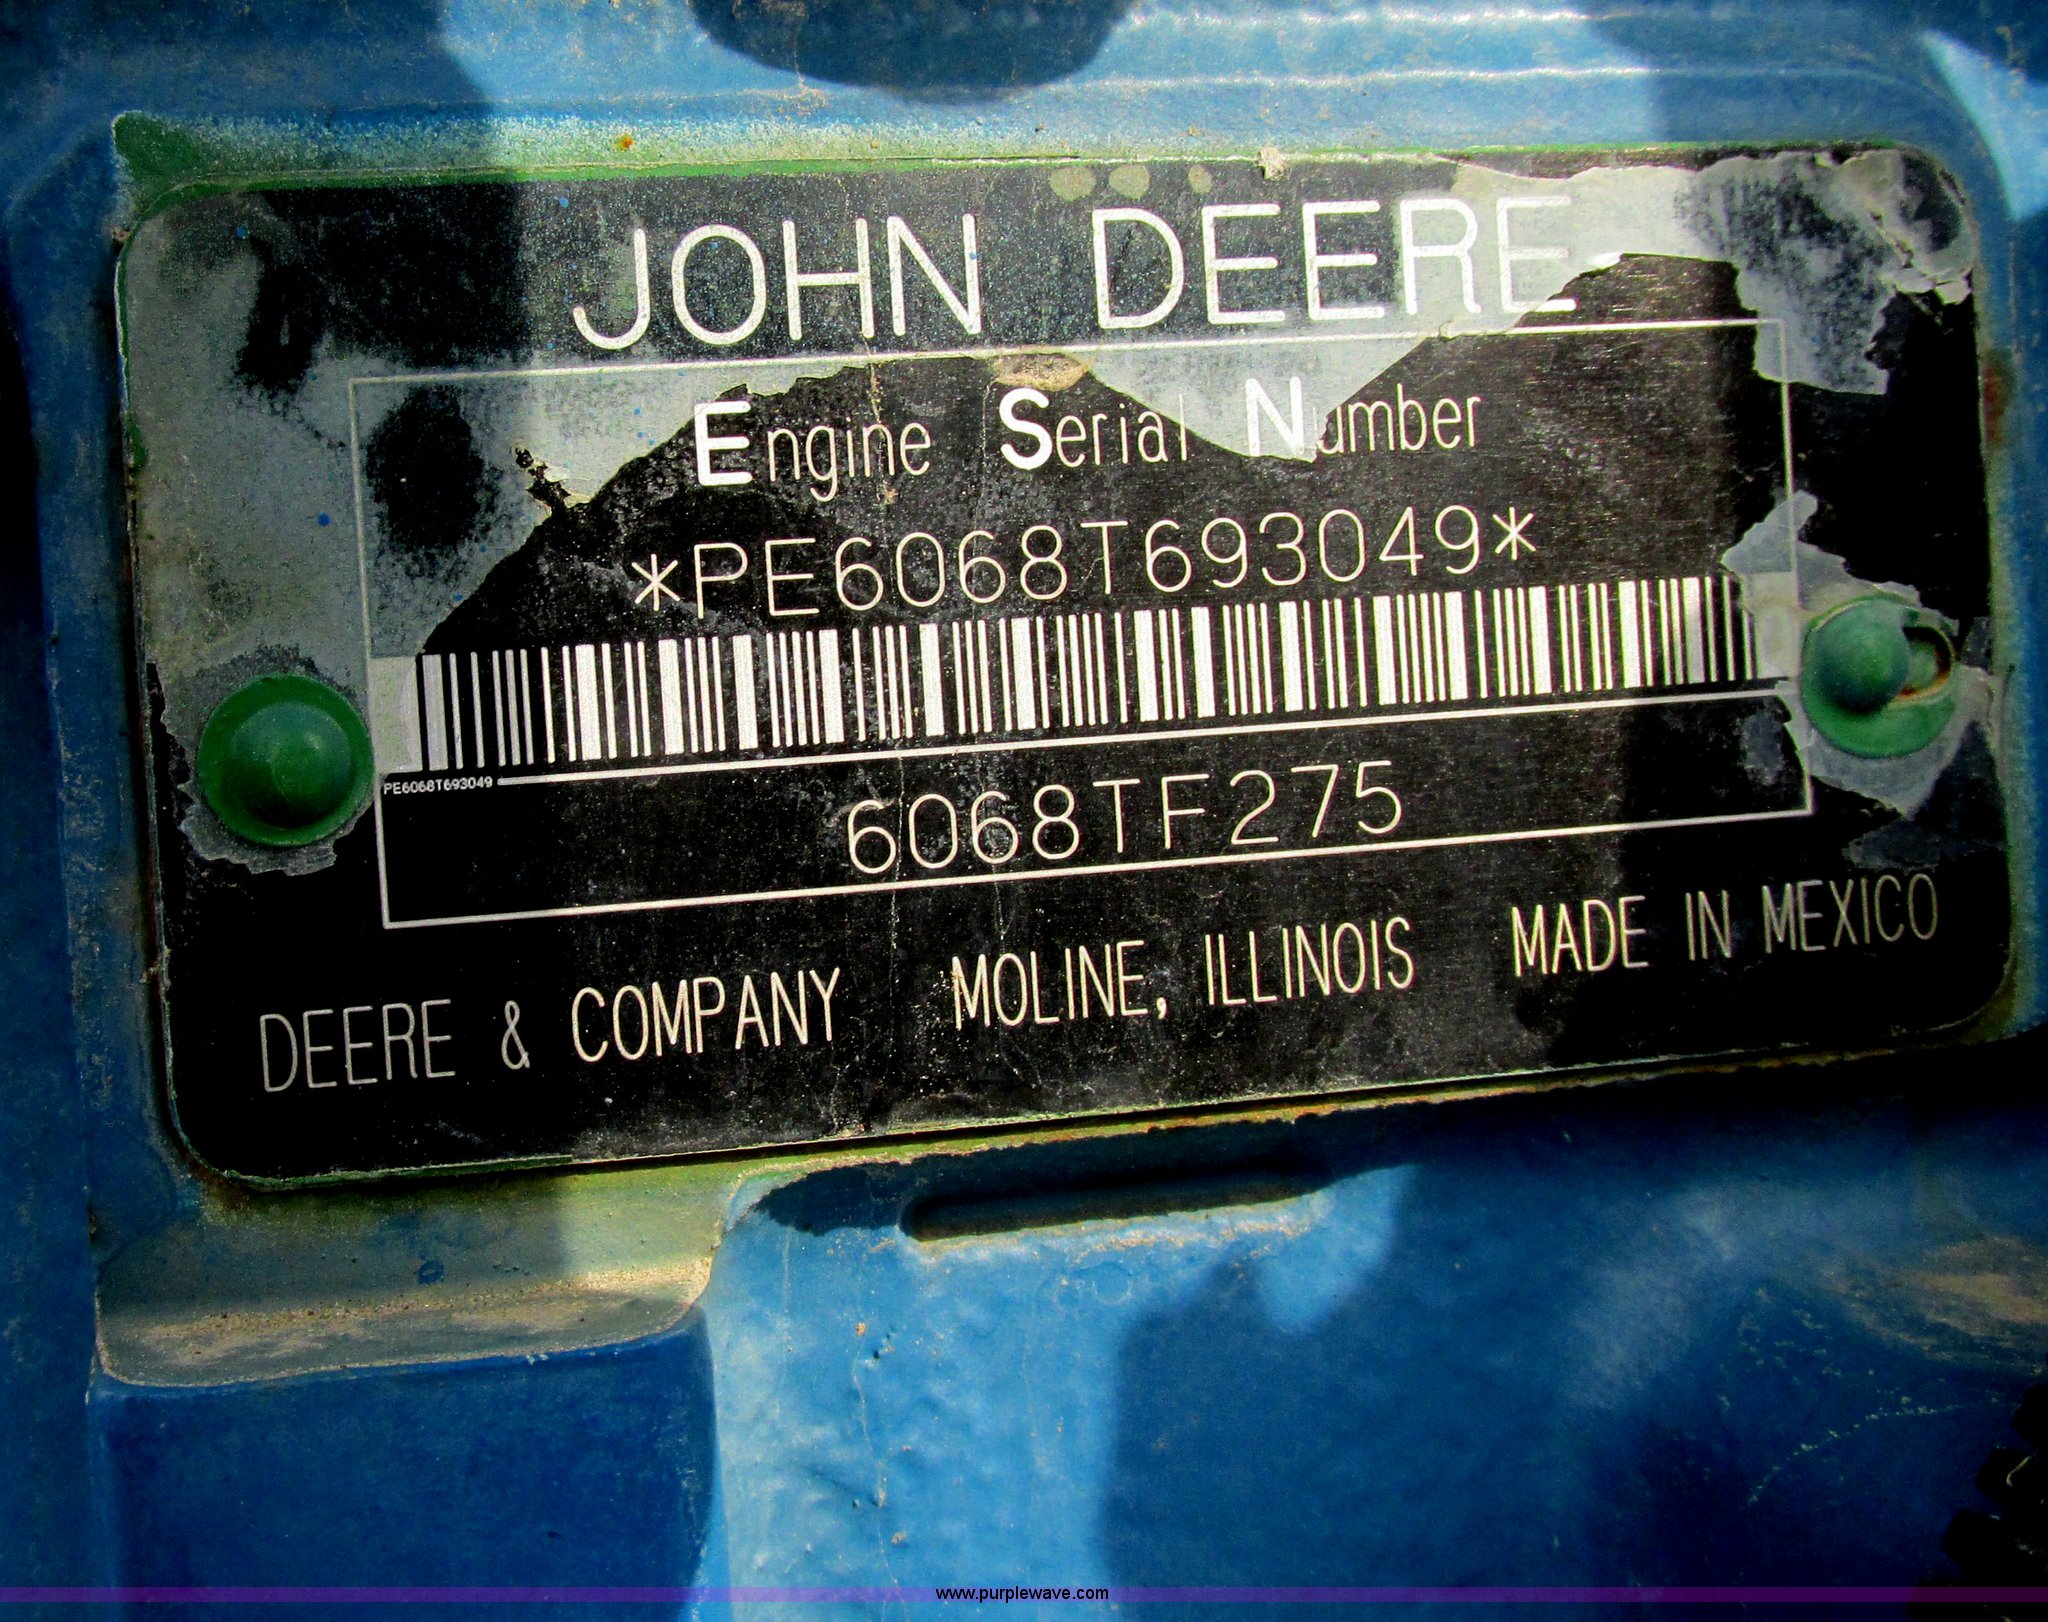 JOHN DEERE
Engine Serial Number
*PE6068T693049*
PE6068T693049
6068TF275
DEERE & COMPANY MOLINE, ILLINOIS MADE IN MEXICO
www.purplewave.com